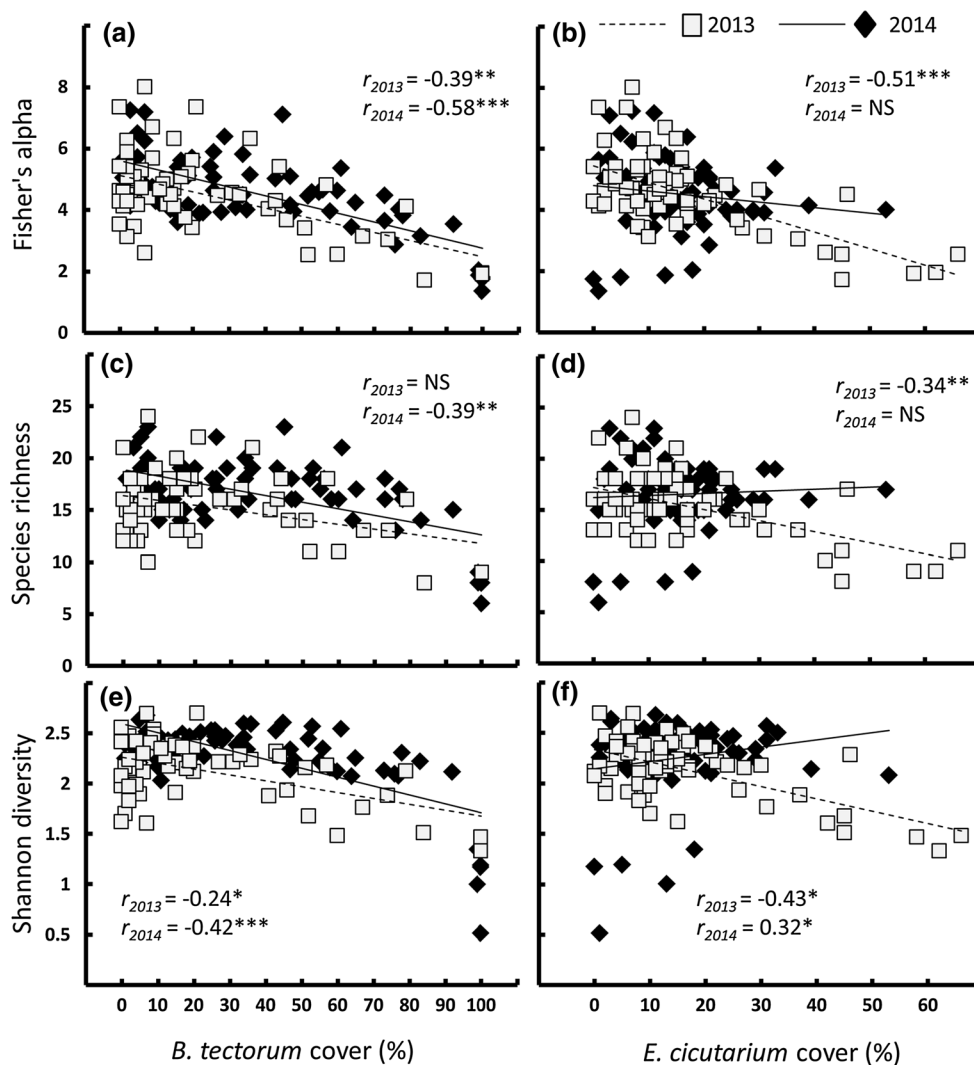 2013 2014
(a)
r2013 = -0.39**
r2014 = -0.58***
Fisher's alpha
8
6
4
2
0
(b)
r2013 = -0.51***
r2014 = NS
(c)
r2013 = NS
r2014 = -0.39**
Species richness
25
20
15
10
5
0
(d)
r2013 = -0.34**
r2014 = NS
(e)
r2013 = -0.24*
r2014 = -0.42***
Shannon diversity
2.5
2
1.5
1
0.5
(f)
r2013 = -0.43*
r2014 = 0.32*
0 10 20 30 40 50 60 70 80 90 100
0 10 20 30 40 50 60
B. tectorum cover (%)
E. cicutarium cover (%)